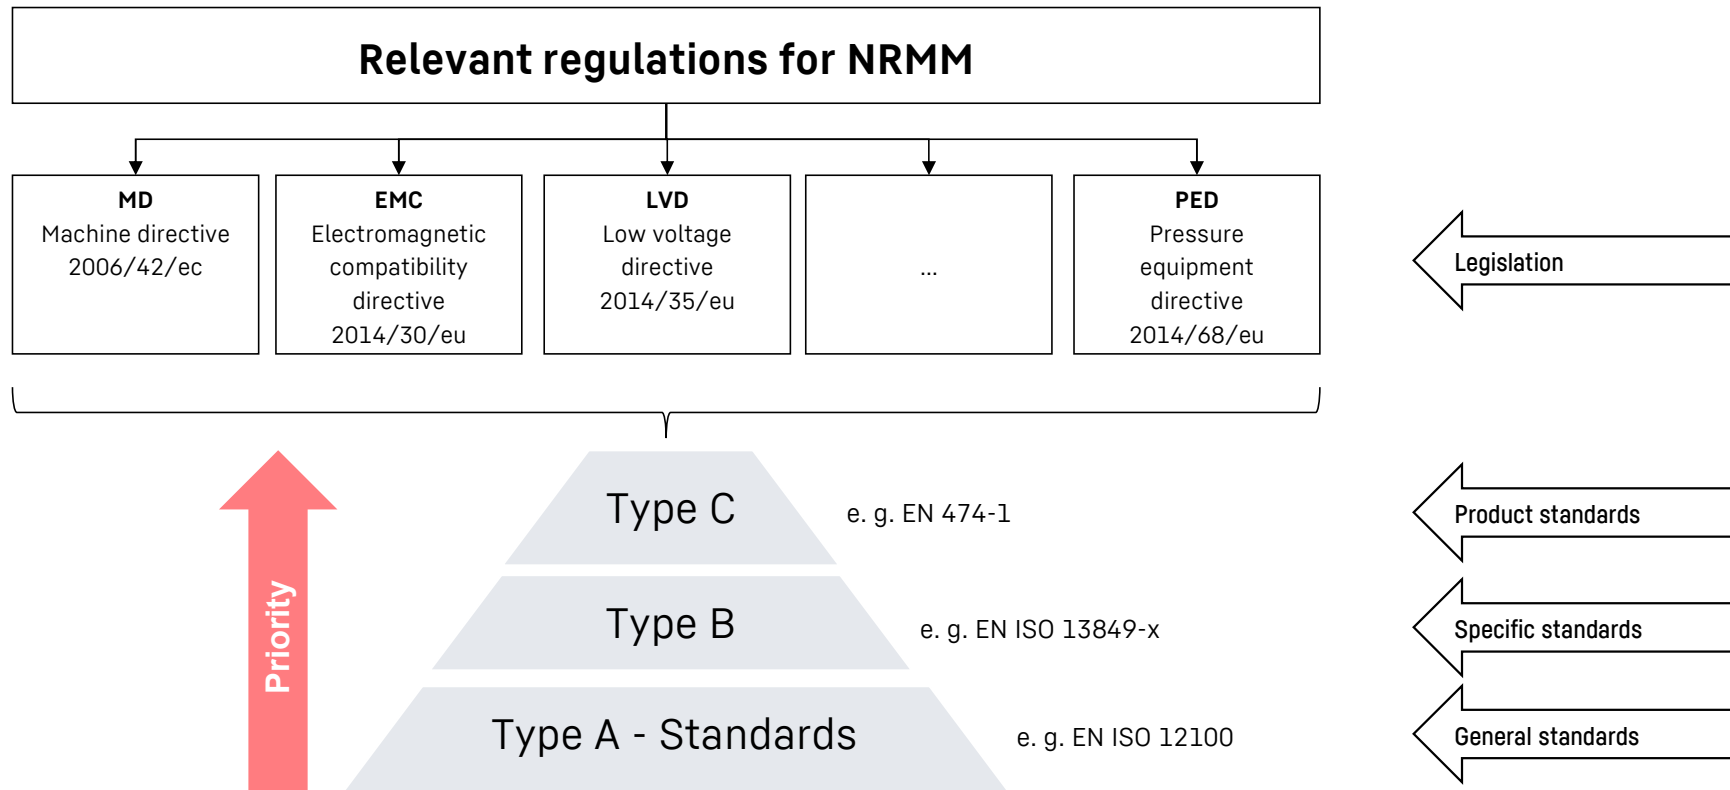 Relevant regulations for NRMM
MD
Machine directive
2006/42/ec
EMC
Electromagnetic
compatibility
directive
2014/30/eu
LVD
Low voltage
directive
2014/35/eu
...
PED
Pressure
equipment
directive
2014/68/eu
Legislation
Priority
Type C
e. g. EN 474-1
Product standards
Type B
e. g. EN ISO 13849-x
Specific standards
Type A - Standards
e. g. EN ISO 12100
General standards